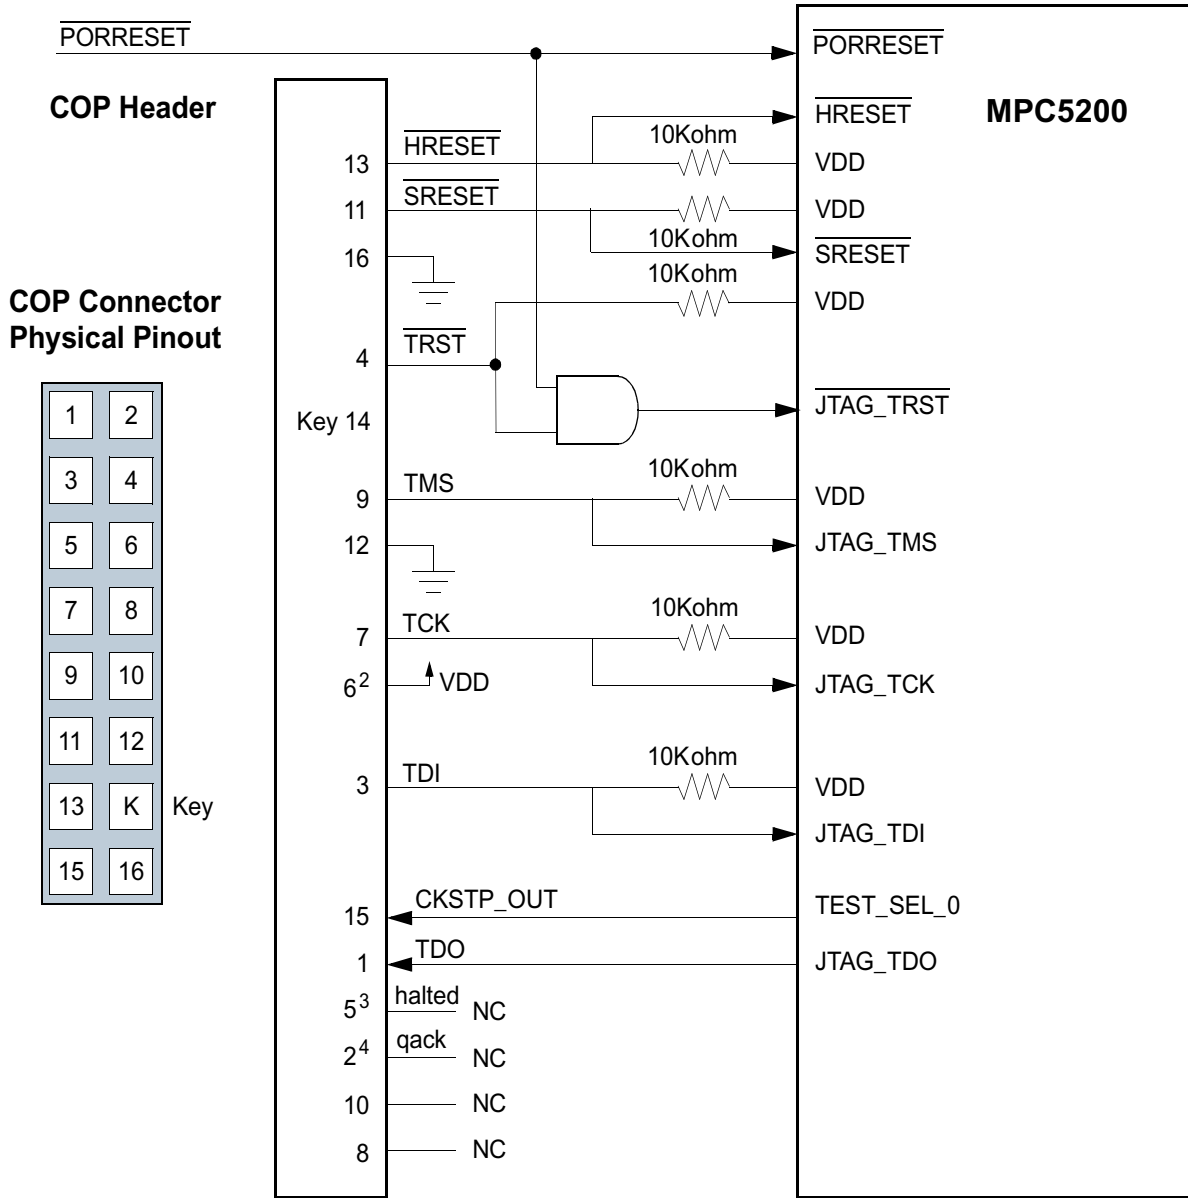 PORRESET
PORRESET
COP Header
HRESET
MPC5200
10Kohm
HRESET
13
VDD
SRESET
11
VDD
10Kohm
SRESET
16
10Kohm
VDD
COP Connector
Physical Pinout
TRST
4
JTAG_TRST
Key 14
1 2
3 4
5 6
7 8
9 10
11 12
13 K Key
15 16
10Kohm
TMS
9
VDD
12
JTAG_TMS
10Kohm
TCK
7
VDD
6² VDD
JTAG_TCK
10Kohm
TDI
3
VDD
JTAG_TDI
CKSTP_OUT
15
TEST_SEL_0
TDO
1
JTAG_TDO
5³ halted NC
2⁴ qack NC
10 NC
8 NC